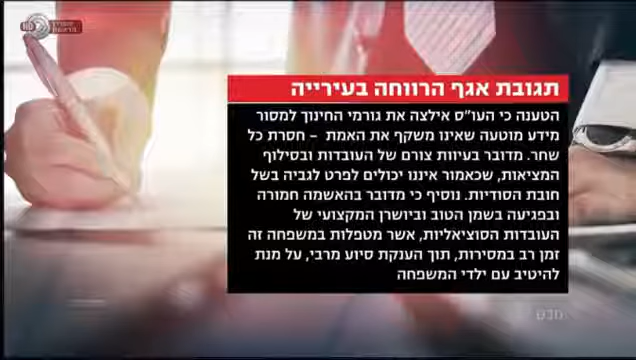 HD
תגובת אגף הרווחה בעירייה
הטענה כי העו"ס אילצה את גורמי החינוך למסור
מידע מוטעה שאינו משקף את האמת – חסרת כל
שחר. מדובר בעיוות צורם של העובדות ובסילוף
המציאות, שכאמור איננו יכולים לפרט לגביה בשל
חובת הסודיות. נוסיף כי מדובר בהאשמה חמורה
ובפגיעה בשמן הטוב וביושרן המקצועי של
העובדות הסוציאליות, אשר מטפלות במשפחה זה
זמן רב במסירות, תוך הענקת סיוע מרבי, על מנת
להיטיב עם ילדי המשפחה
מבט